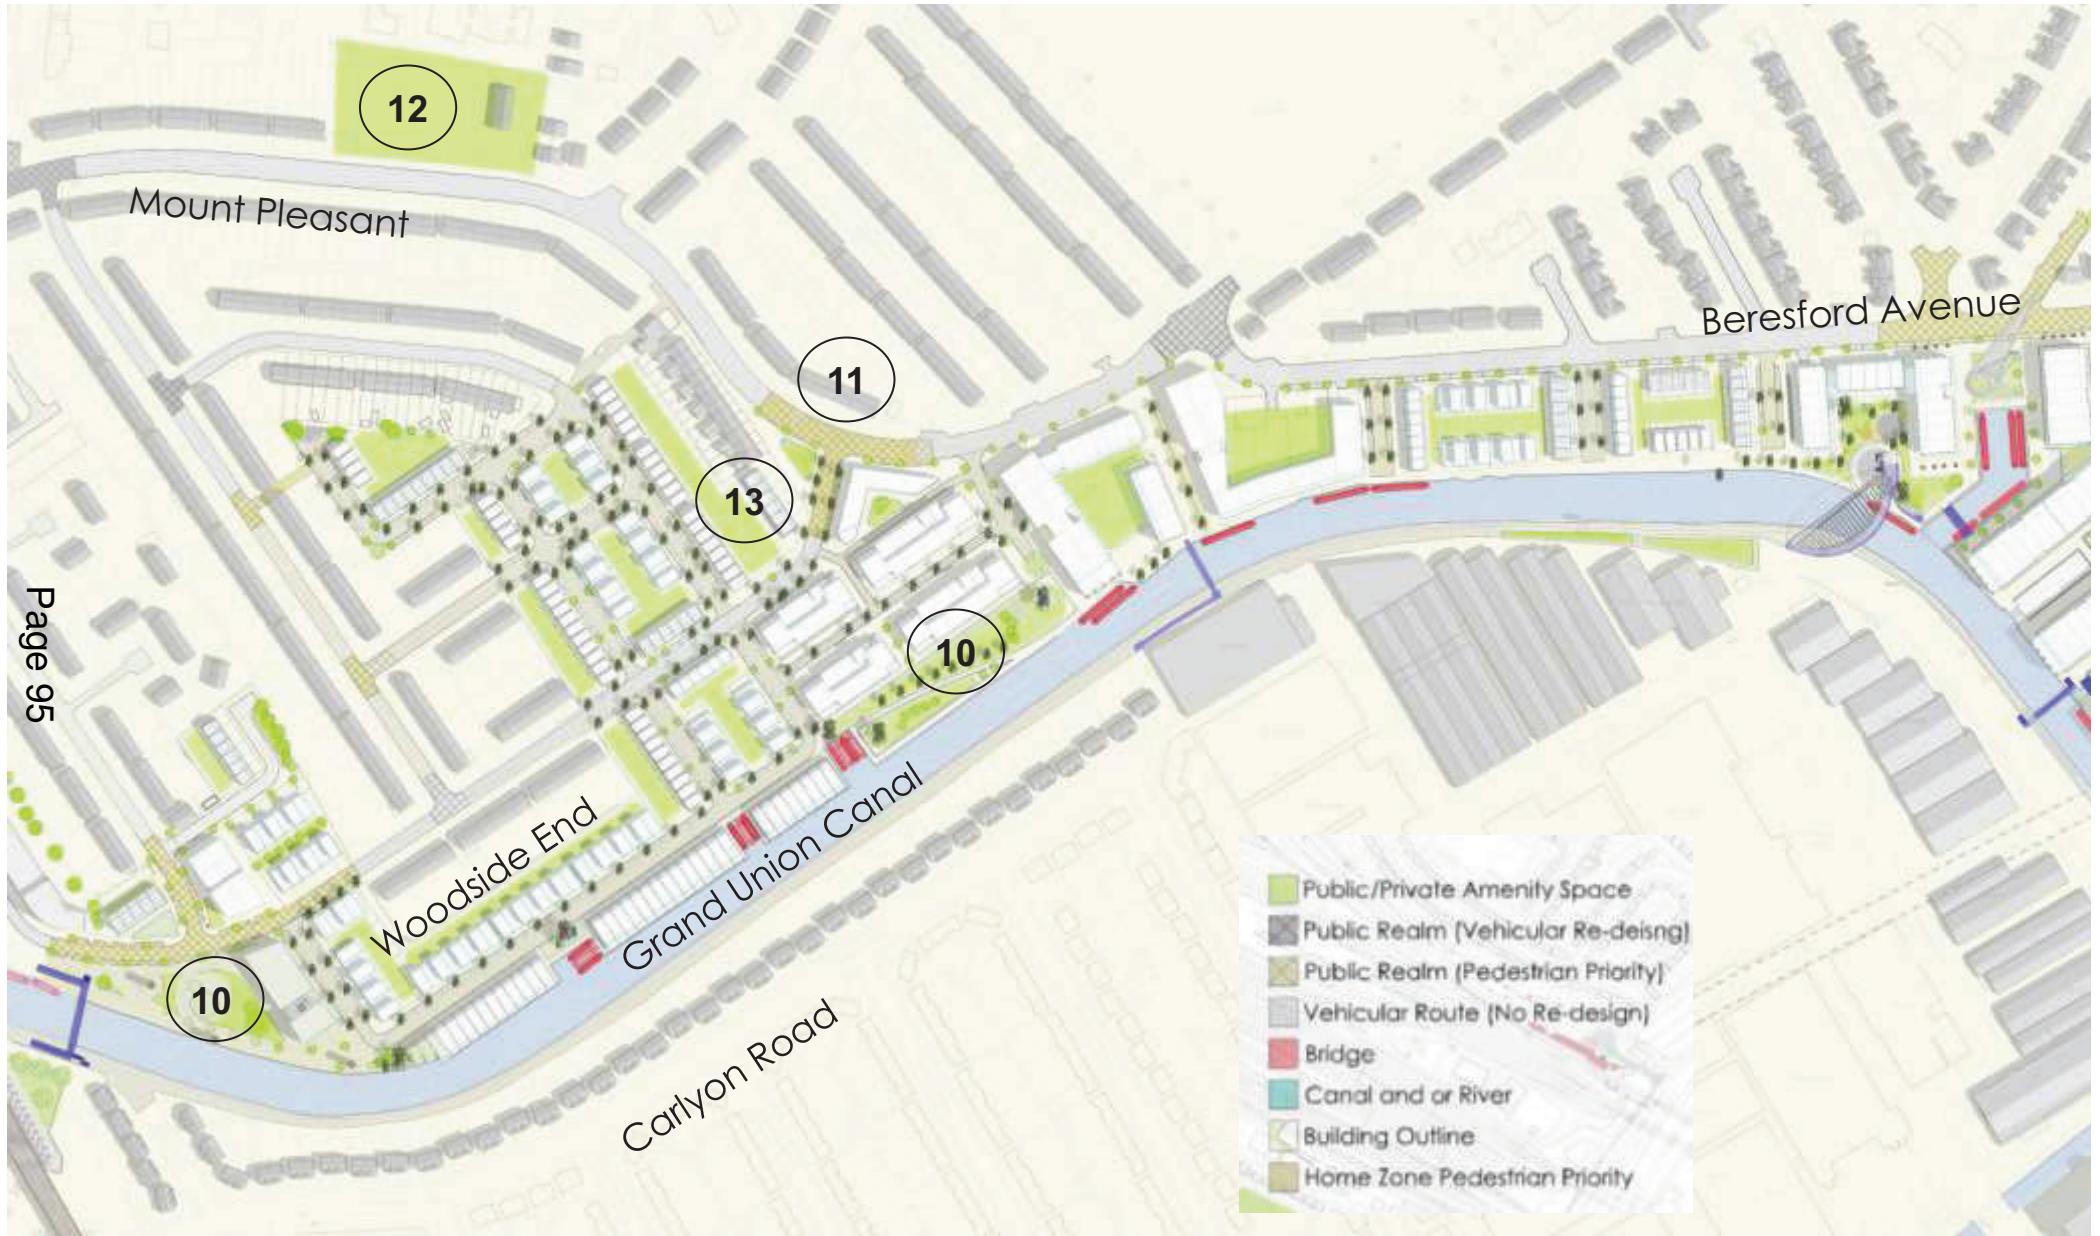 12
Mount Pleasant
Beresford Avenue
11
13
10
Page 95
Woodside End
Grand Union Canal
10
Carlyon Road
Public/Private Amenity Space
Public Realm (Vehicular Re-deisng)
Public Realm (Pedestrian Priority)
Vehicular Route (No Re-design)
Bridge
Canal and or River
Building Outline
Home Zone Pedestrian Priority